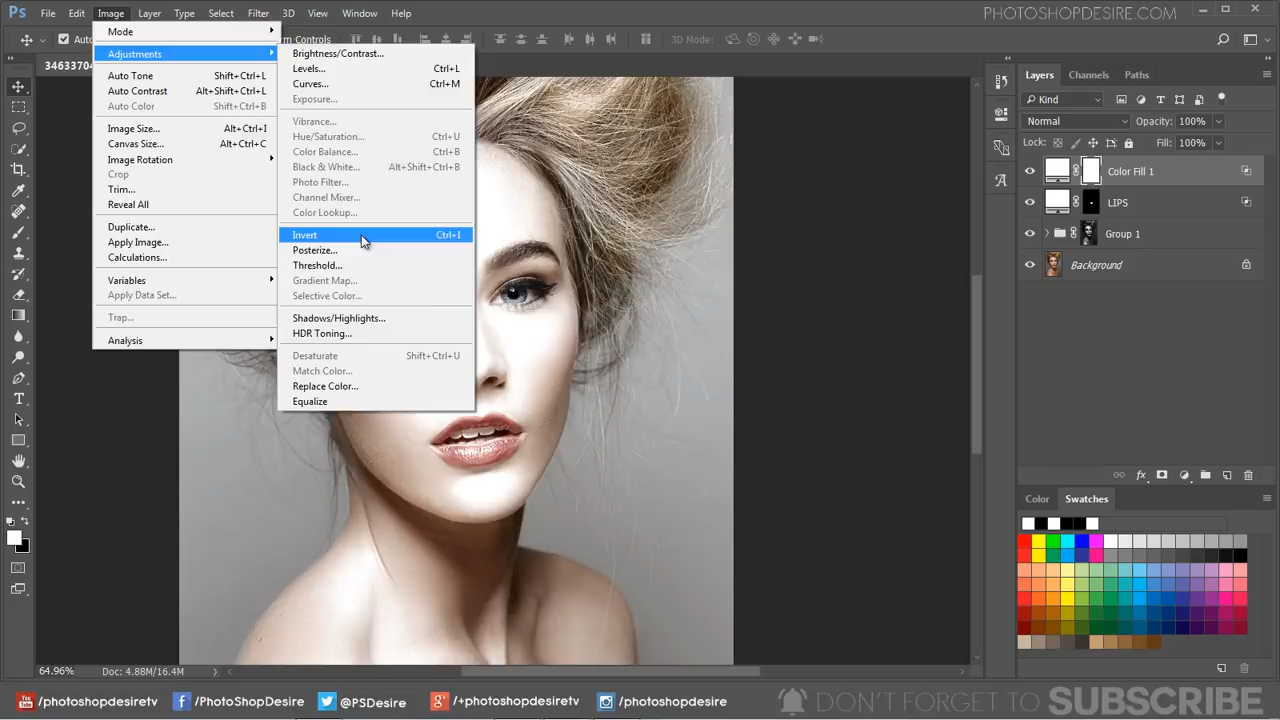 Ps File Edit Image Layer Type Select Filter 3D View Window Help
PHOTOSHOPDESIRE.COM
Au
m Controls
3D Mode:
3463370
Mode
Adjustments
Auto Tone Shift+Ctrl+L
Auto Contrast Alt+Shift+Ctrl+L
Auto Color Shift+Ctrl+B
Image Size... Alt+Ctrl+I
Canvas Size... Alt+Ctrl+C
Image Rotation
Crop
Trim...
Reveal All
Duplicate...
Apply Image...
Calculations...
Variables
Apply Data Set...
Trap...
Analysis
Brightness/Contrast...
Levels... Ctrl+L
Curves... Ctrl+M
Exposure...
Vibrance...
Hue/Saturation... Ctrl+U
Color Balance... Ctrl+B
Black & White... Alt+Shift+Ctrl+B
Photo Filter...
Channel Mixer...
Color Lookup...
Invert Ctrl+I
Posterize...
Threshold...
Gradient Map...
Selective Color...
Shadows/Highlights...
HDR Toning...
Desaturate Shift+Ctrl+U
Match Color...
Replace Color...
Equalize
Layers Channels Paths
Kind
Normal Opacity: 100%
Lock: Fill: 100%
Color Fill 1
LIPS
Group 1
Background
Color Swatches
64.96% Doc: 4.88M/16.4M
/photoshopdesiretv /PhotoShopDesire @PSDesire /+photoshopdesiretv /photoshopdesiretv DON'T FORGET TO SUBSCRIBE